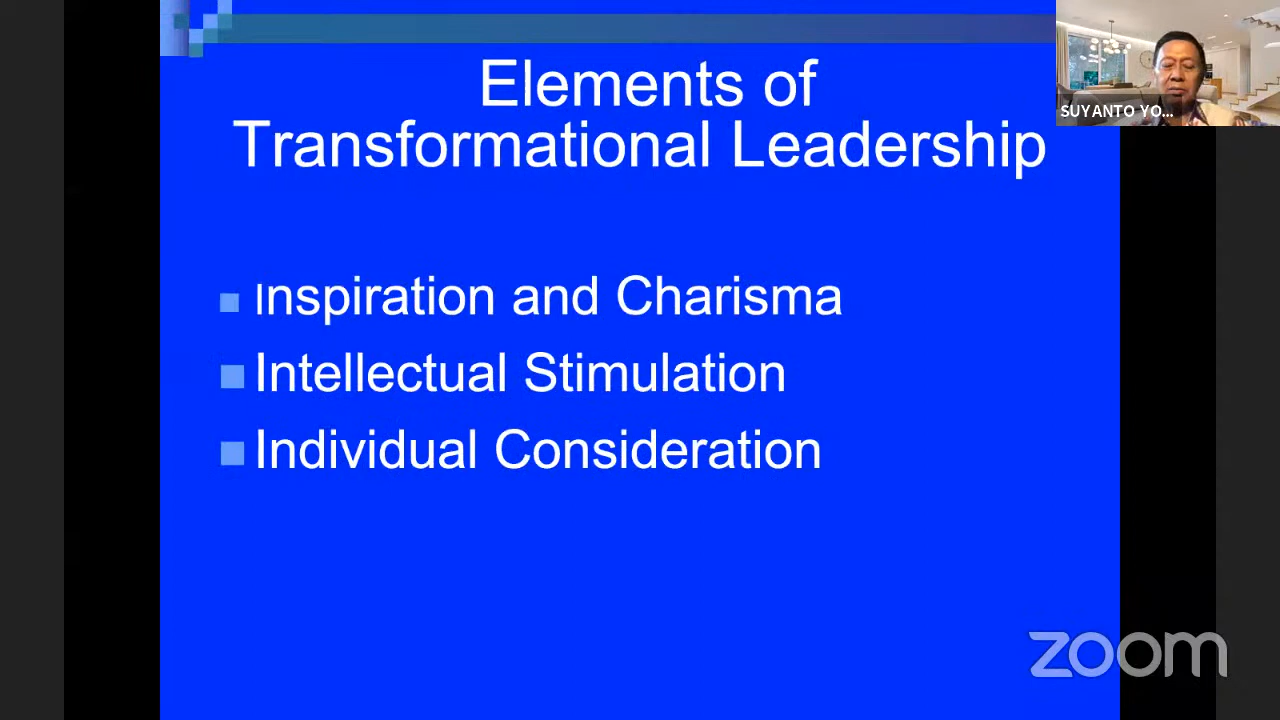 Elements of
Transformational Leadership
SUYANTO YO...
Inspiration and Charisma
Intellectual Stimulation
Individual Consideration
zoom